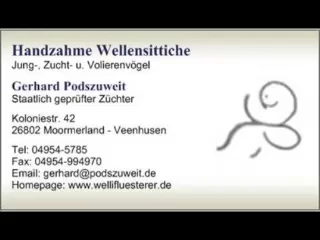 Handzahme Wellensittiche
Jung-, Zucht- u. Volierenvögel
Gerhard Podszuweit
Staatlich geprüfter Züchter
Koloniestr. 42
26802 Moormerland - Veenhusen
Tel: 04954-5785
Fax: 04954-994970
Email: gerhard@podszuweit.de
Homepage: www.wellifluesterer.de